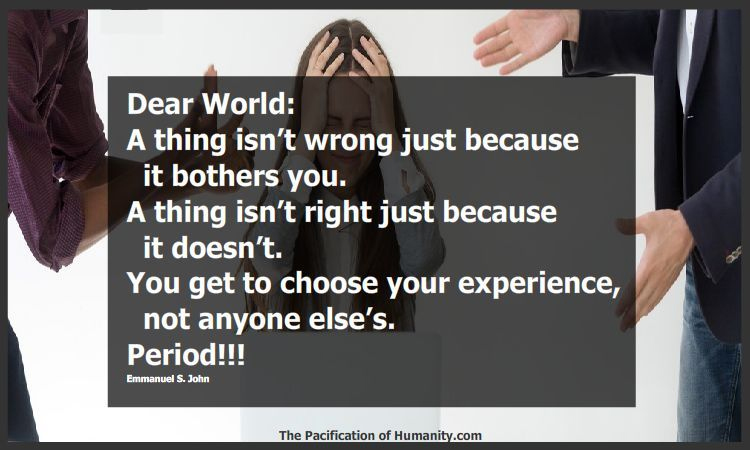 Dear World:
A thing isn’t wrong just because
it bothers you.
A thing isn’t right just because
it doesn’t.
You get to choose your experience,
not anyone else’s.
Period!!!
Emmanuel S. John
The Pacification of Humanity.com